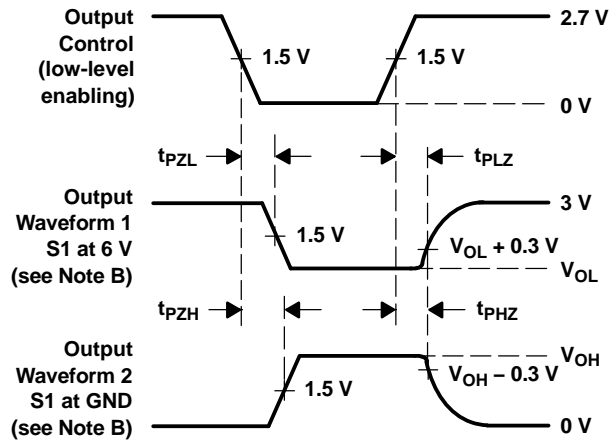 Output
Control
(low-level
enabling)
1.5 V
1.5 V
2.7 V
0 V
tPZL
tPLZ
Output
Waveform 1
S1 at 6 V
(see Note B)
1.5 V
3 V
VOL + 0.3 V
VOL
tPZH
tPHZ
Output
Waveform 2
S1 at GND
(see Note B)
1.5 V
VOH
VOH − 0.3 V
0 V